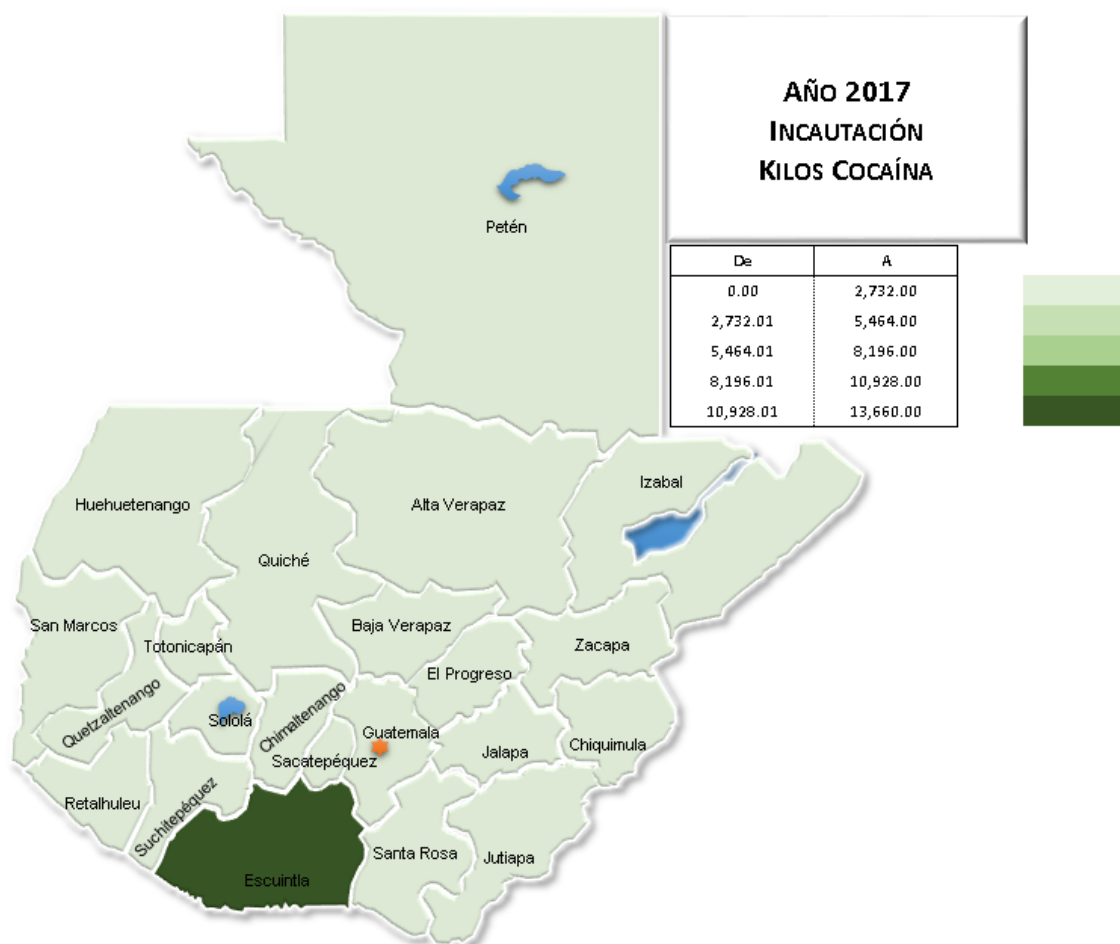 AÑO 2017
INCAUTACIÓN
KILOS COCAÍNA
De A
0.00 2,732.00
2,732.01 5,464.00
5,464.01 8,196.00
8,196.01 10,928.00
10,928.01 13,660.00
Petén
Izabal
Huehuetenango
Alta Verapaz
Quiché
San Marcos
Baja Verapaz
Totonicapán
Zacapa
El Progreso
Quetzaltenango
Sololá
Chimaltenango
Guatemala
Sacatepéquez
Jalapa
Chiquimula
Retalhuleu
Suchitepéquez
Santa Rosa
Jutiapa
Escuintla